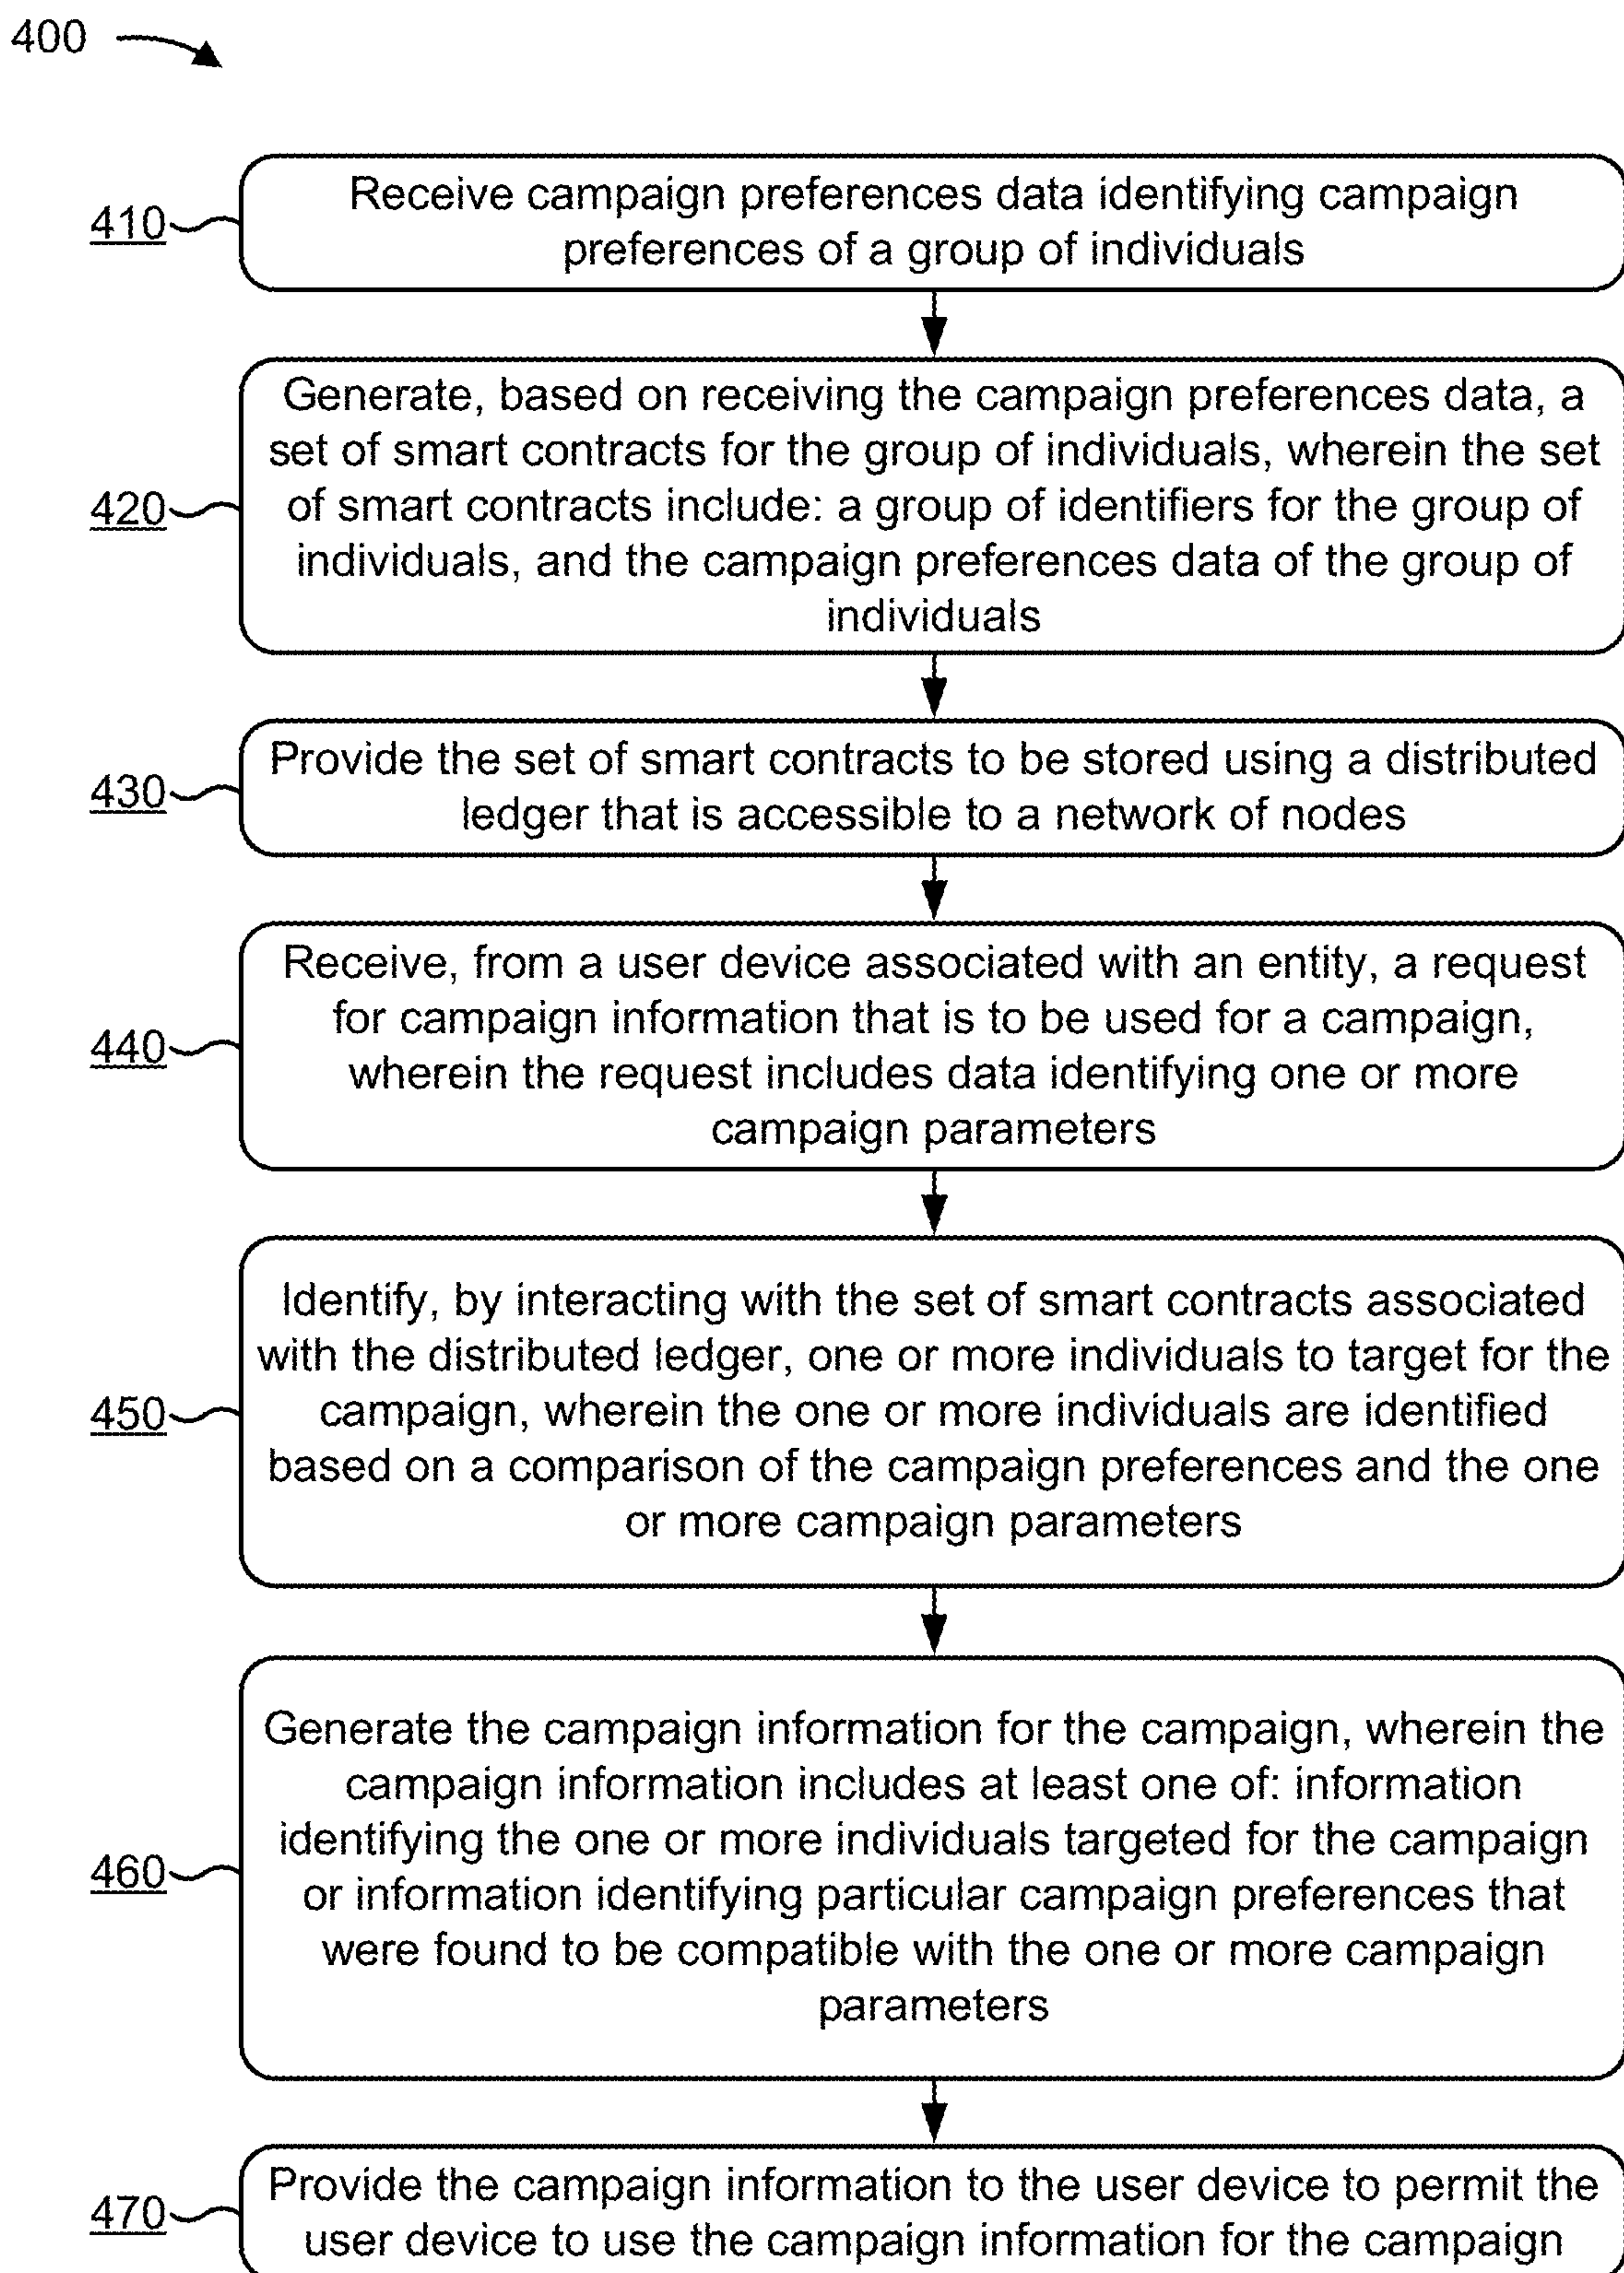 400
410
Receive campaign preferences data identifying campaign
preferences of a group of individuals
420
Generate, based on receiving the campaign preferences data, a
set of smart contracts for the group of individuals, wherein the set
of smart contracts include: a group of identifiers for the group of
individuals, and the campaign preferences data of the group of
individuals
430
Provide the set of smart contracts to be stored using a distributed
ledger that is accessible to a network of nodes
440
Receive, from a user device associated with an entity, a request
for campaign information that is to be used for a campaign,
wherein the request includes data identifying one or more
campaign parameters
450
Identify, by interacting with the set of smart contracts associated
with the distributed ledger, one or more individuals to target for the
campaign, wherein the one or more individuals are identified
based on a comparison of the campaign preferences and the one
or more campaign parameters
460
Generate the campaign information for the campaign, wherein the
campaign information includes at least one of: information
identifying the one or more individuals targeted for the campaign
or information identifying particular campaign preferences that
were found to be compatible with the one or more campaign
parameters
470
Provide the campaign information to the user device to permit the
user device to use the campaign information for the campaign